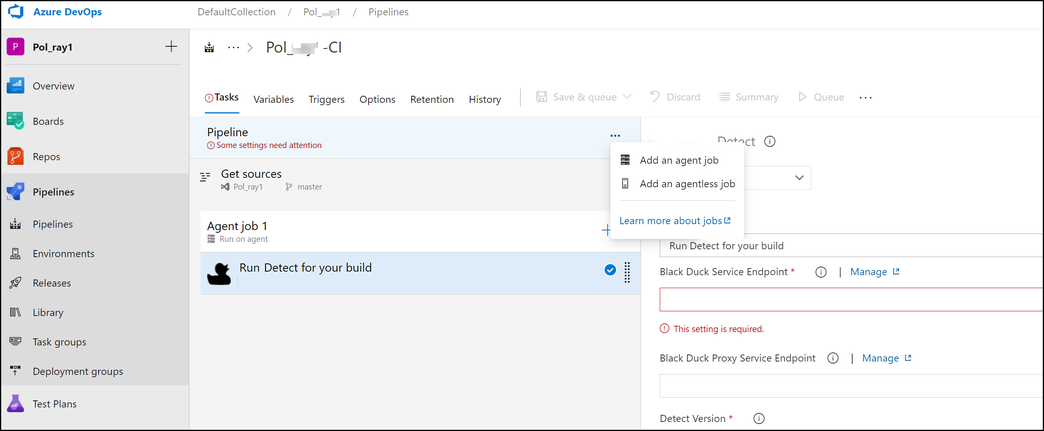 Azure DevOps
DefaultCollection / Pol_ 1 / Pipelines
P Pol_ray1
··· > Pol_ -CI
Tasks Variables Triggers Options Retention History Save & queue Discard Summary Queue ···
Overview
Boards
Repos
Pipelines
Pipelines
Environments
Releases
Library
Task groups
Deployment groups
Test Plans
Pipeline
Some settings need attention
Get sources
Pol_ray1 master
Agent job 1
Run on agent
Run Detect for your build
Add an agent job
Add an agentless job
Learn more about jobs
Detect
Run Detect for your build
Black Duck Service Endpoint * | Manage
This setting is required.
Black Duck Proxy Service Endpoint | Manage
Detect Version *